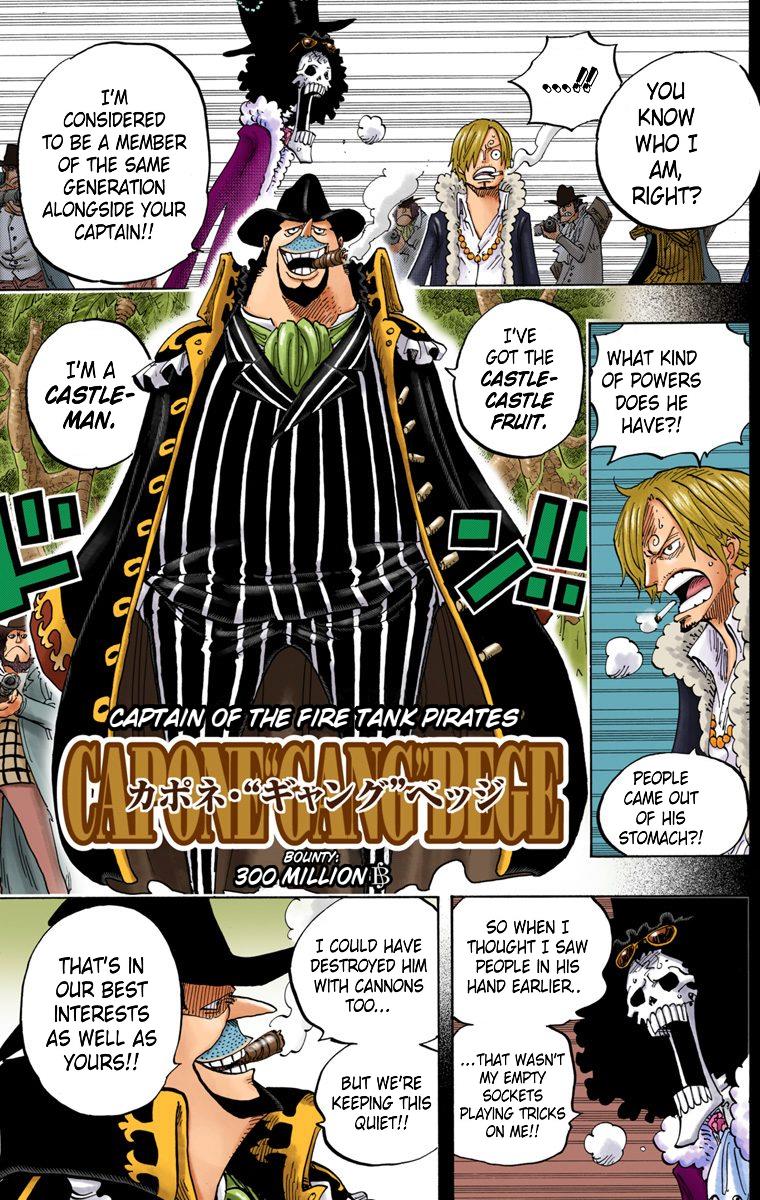 YOU
KNOW
WHO I
AM,
RIGHT?
....!!
I'M
CONSIDERED
TO BE A MEMBER
OF THE SAME
GENERATION
ALONGSIDE YOUR
CAPTAIN!!
WHAT KIND
OF POWERS
DOES HE
HAVE?!
PEOPLE
CAME OUT
OF HIS
STOMACH?!
I'VE
GOT THE
CASTLE-
CASTLE
FRUIT.
I'M A
CASTLE-
MAN.
ドン!!
CAPTAIN OF THE FIRE TANK PIRATES
CAPONE "GANG" BEGE
カポネ・“ギャング”ベッジ
BOUNTY:
300 MILLION ฿
SO WHEN I
THOUGHT I SAW
PEOPLE IN HIS
HAND EARLIER..
...THAT WASN'T
MY EMPTY
SOCKETS
PLAYING TRICKS
ON ME!!
I COULD HAVE
DESTROYED HIM
WITH CANNONS
TOO...
BUT WE'RE
KEEPING THIS
QUIET!!
THAT'S IN
OUR BEST
INTERESTS
AS WELL AS
YOURS!!